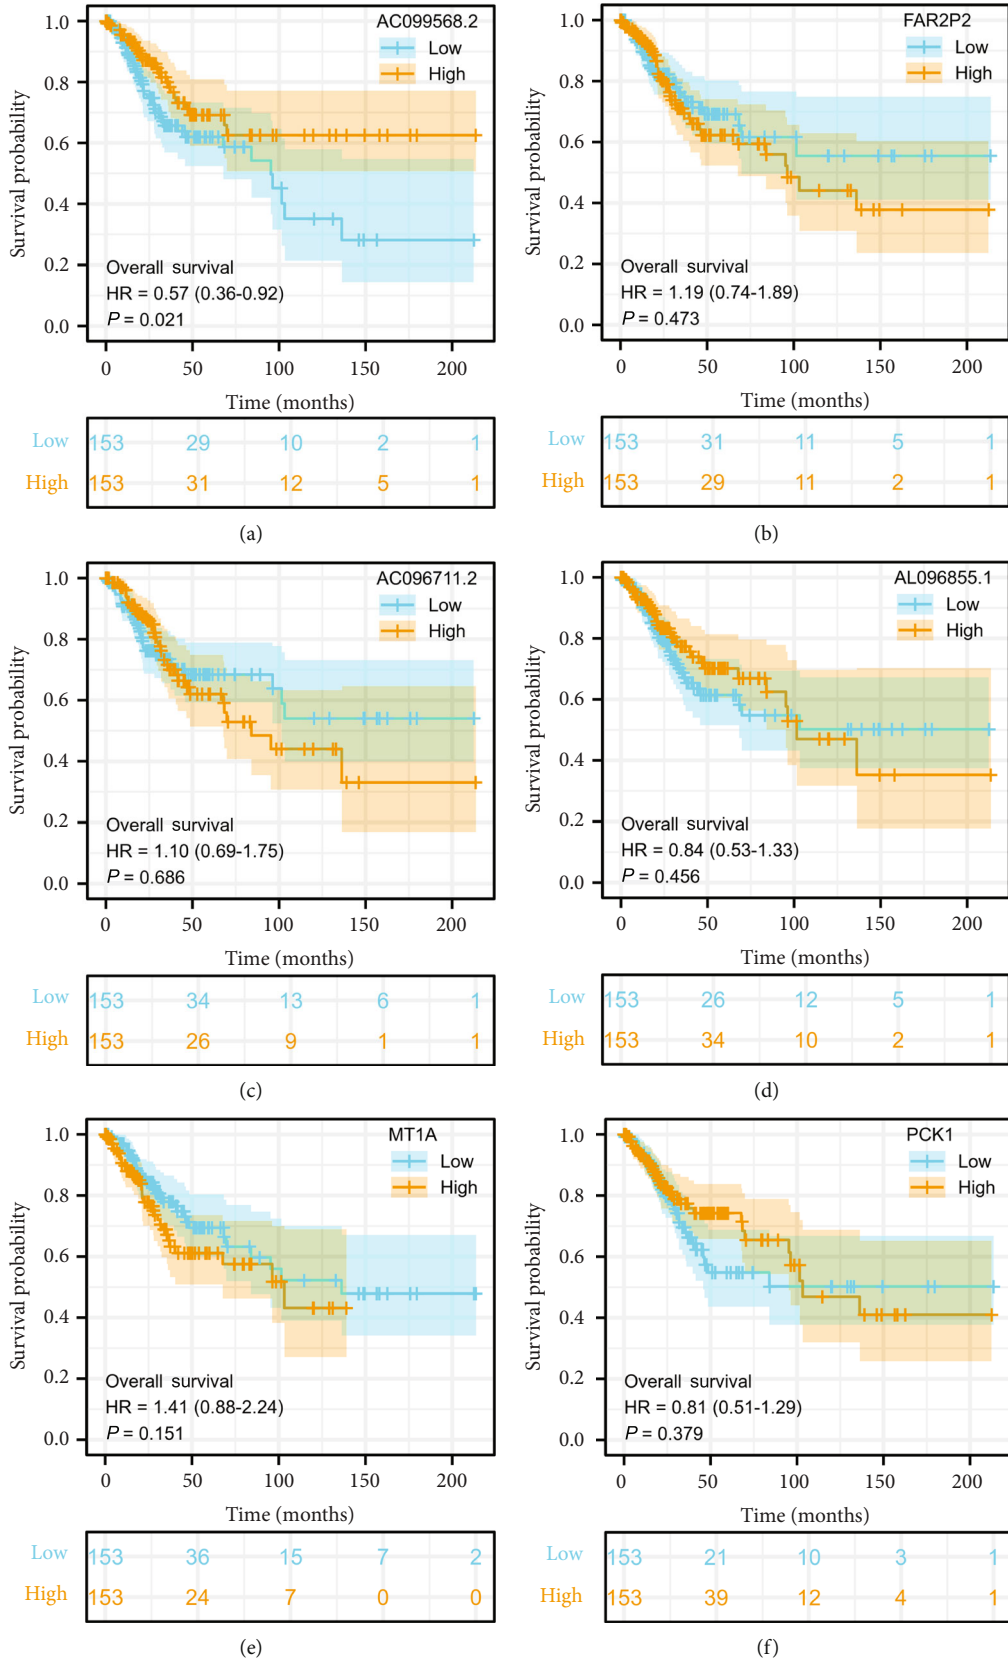 AC099568.2
Low
High
1.0
0.8
0.6
0.4
0.2
0.0
Survival probability
Overall survival
HR = 0.57 (0.36-0.92)
P = 0.021
0 50 100 150 200
Time (months)
Low 153 29 10 2 1
High 153 31 12 5 1
(a)
FAR2P2
Low
High
1.0
0.8
0.6
0.4
0.2
0.0
Survival probability
Overall survival
HR = 1.19 (0.74-1.89)
P = 0.473
0 50 100 150 200
Time (months)
Low 153 31 11 5 1
High 153 29 11 2 1
(b)
AC096711.2
Low
High
1.0
0.8
0.6
0.4
0.2
0.0
Survival probability
Overall survival
HR = 1.10 (0.69-1.75)
P = 0.686
0 50 100 150 200
Time (months)
Low 153 34 13 6 1
High 153 26 9 1 1
(c)
AL096855.1
Low
High
1.0
0.8
0.6
0.4
0.2
0.0
Survival probability
Overall survival
HR = 0.84 (0.53-1.33)
P = 0.456
0 50 100 150 200
Time (months)
Low 153 26 12 5 1
High 153 34 10 2 1
(d)
MT1A
Low
High
1.0
0.8
0.6
0.4
0.2
0.0
Survival probability
Overall survival
HR = 1.41 (0.88-2.24)
P = 0.151
0 50 100 150 200
Time (months)
Low 153 36 15 7 2
High 153 24 7 0 0
(e)
PCK1
Low
High
1.0
0.8
0.6
0.4
0.2
0.0
Survival probability
Overall survival
HR = 0.81 (0.51-1.29)
P = 0.379
0 50 100 150 200
Time (months)
Low 153 21 10 3 1
High 153 39 12 4 1
(f)